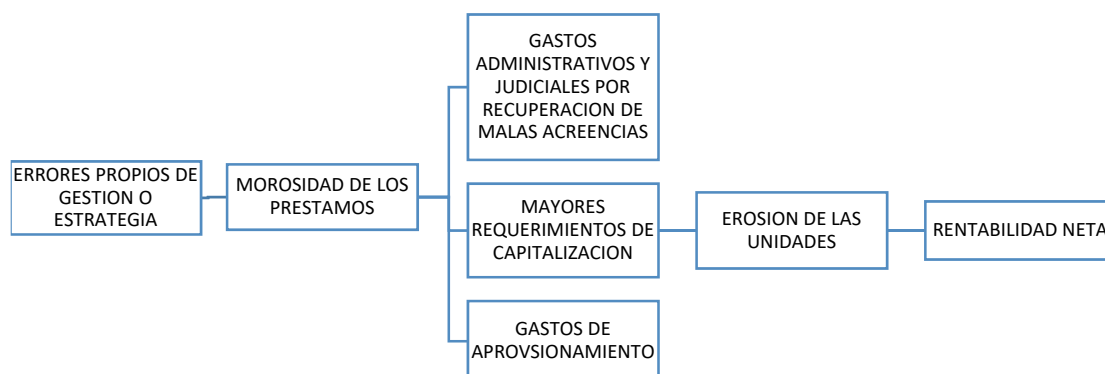 ERRORES PROPIOS DE
GESTION O
ESTRATEGIA
MOROSIDAD DE LOS
PRESTAMOS
GASTOS
ADMINISTRATIVOS Y
JUDICIALES POR
RECUPERACION DE
MALAS ACREENCIAS
MAYORES
REQUERIMIENTOS DE
CAPITALIZACION
GASTOS DE
APROVSIONAMIENTO
EROSION DE LAS
UNIDADES
RENTABILIDAD NETA